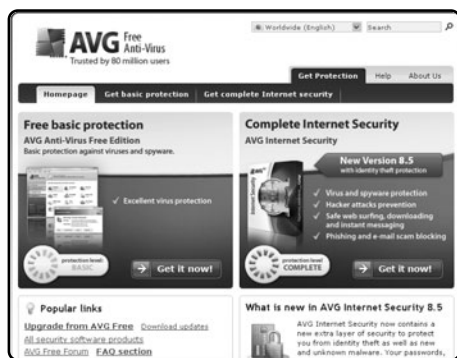 AVG Free
Anti-Virus
Trusted by 80 million users
Worldwide (English)
Search
Get Protection Help About Us
Homepage Get basic protection Get complete Internet security
Free basic protection
AVG Anti-Virus Free Edition
Basic protection against viruses and spyware.
Excellent virus protection
protection level:
BASIC
Get it now!
Complete Internet Security
AVG Internet Security
New Version 8.5
with identity theft protection
Virus and spyware protection
Hacker attacks prevention
Safe web surfing, downloading
and instant messaging
Phishing and e-mail scam blocking
protection level:
COMPLETE
Get it now!
Popular links
Upgrade from AVG Free Download updates
All security software products
AVG Free Forum FAQ section
What is new in AVG Internet Security 8.5
AVG Internet Security now contains a
new extra layer of security to protect
you from identity theft as well as new
and unknown malware. Your passwords,